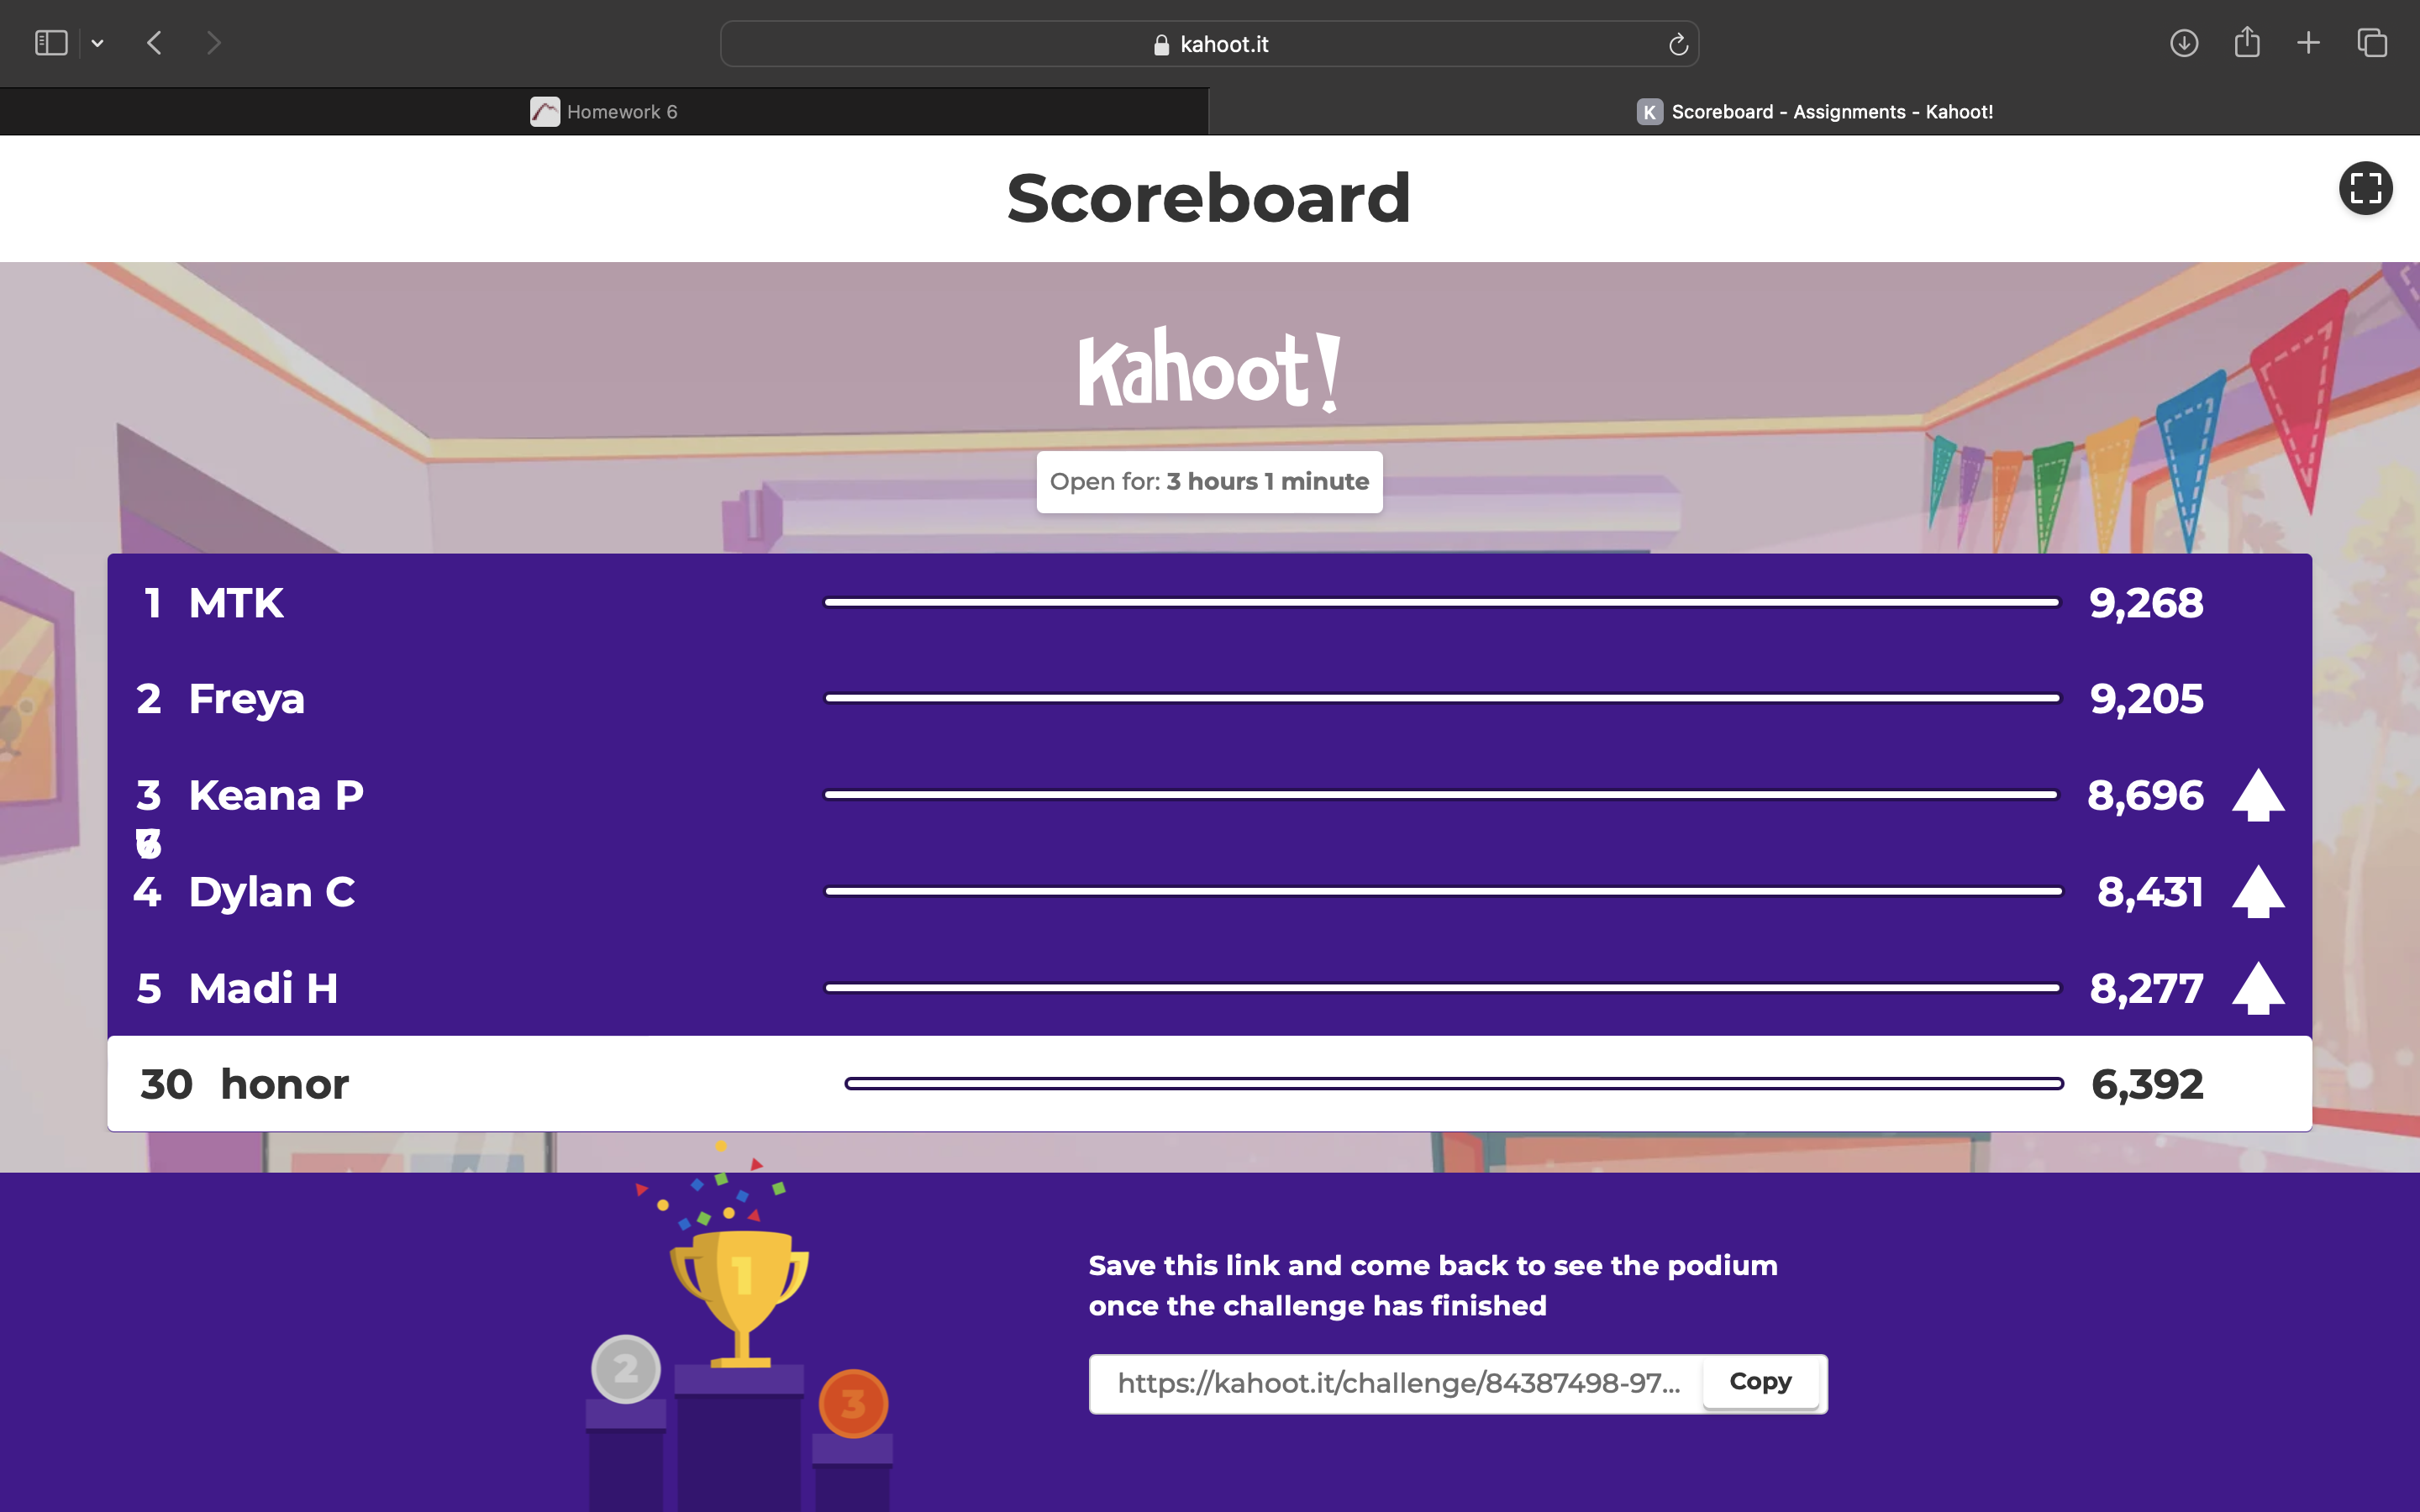 kahoot.it
Homework 6
K Scoreboard - Assignments - Kahoot!
Scoreboard
Kahoot!
Open for: 3 hours 1 minute
1 MTK 9,268
2 Freya 9,205
3 Keana P 8,696
4 Dylan C 8,431
5 Madi H 8,277
30 honor 6,392
1
2
3
Save this link and come back to see the podium
once the challenge has finished
https://kahoot.it/challenge/84387498-97... Copy